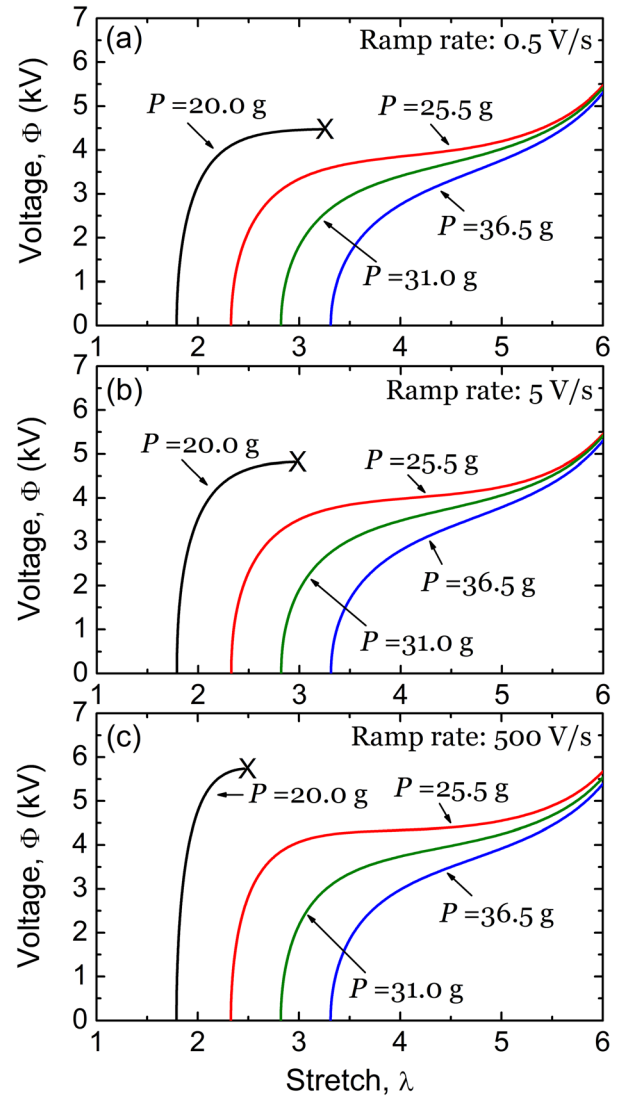 (a)
Ramp rate: 0.5 V/s
P =20.0 g
P =25.5 g
P =36.5 g
P =31.0 g
Voltage, Φ (kV)
7
6
5
4
3
2
1
0
1 2 3 4 5 6
X
(b)
Ramp rate: 5 V/s
P =20.0 g
P =25.5 g
P =36.5 g
P =31.0 g
Voltage, Φ (kV)
7
6
5
4
3
2
1
0
1 2 3 4 5 6
X
(c)
Ramp rate: 500 V/s
P =20.0 g
P =25.5 g
P =36.5 g
P =31.0 g
Voltage, Φ (kV)
7
6
5
4
3
2
1
0
1 2 3 4 5 6
X
Stretch, λ